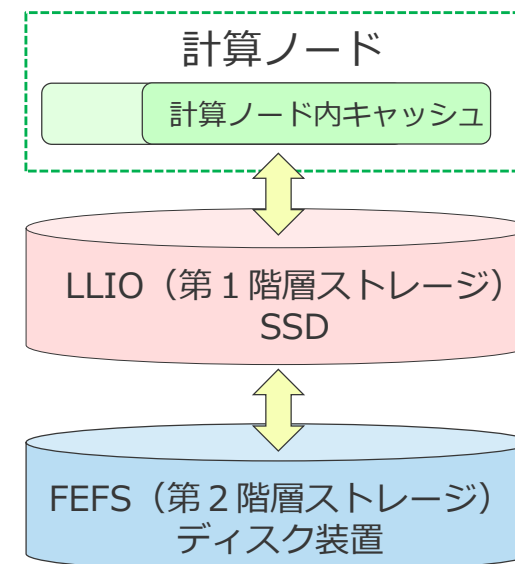 計算ノード
計算ノード内キャッシュ
LLIO（第１階層ストレージ）
SSD
FEFS（第２階層ストレージ）
ディスク装置